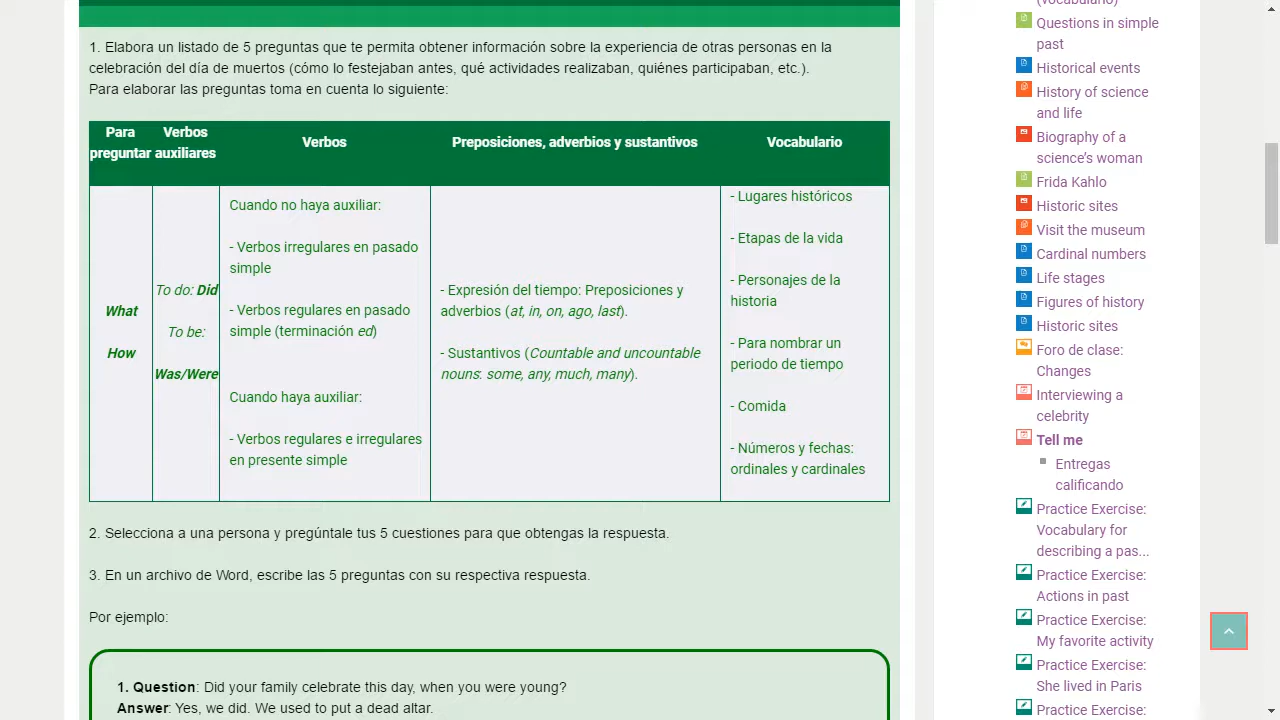 1. Elabora un listado de 5 preguntas que te permita obtener información sobre la experiencia de otras personas en la
celebración del día de muertos (cómo lo festejaban antes, qué actividades realizaban, quiénes participaban, etc.).
Para elaborar las preguntas toma en cuenta lo siguiente:
Para preguntar
Verbos auxiliares
Verbos
Preposiciones, adverbios y sustantivos
Vocabulario
What
How
To do: Did
To be:
Was/Were
Cuando no haya auxiliar:
- Verbos irregulares en pasado
simple
- Verbos regulares en pasado
simple (terminación ed)
Cuando haya auxiliar:
- Verbos regulares e irregulares
en presente simple
- Expresión del tiempo: Preposiciones y
adverbios (at, in, on, ago, last).
- Sustantivos (Countable and uncountable
nouns: some, any, much, many).
- Lugares históricos
- Etapas de la vida
- Personajes de la
historia
- Para nombrar un
periodo de tiempo
- Comida
- Números y fechas:
ordinales y cardinales
2. Selecciona a una persona y pregúntale tus 5 cuestiones para que obtengas la respuesta.
3. En un archivo de Word, escribe las 5 preguntas con su respectiva respuesta.
Por ejemplo:
1. Question: Did your family celebrate this day, when you were young?
Answer: Yes, we did. We used to put a dead altar.
(vocabulario)
Questions in simple
past
Historical events
History of science
and life
Biography of a
science's woman
Frida Kahlo
Historic sites
Visit the museum
Cardinal numbers
Life stages
Figures of history
Historic sites
Foro de clase:
Changes
Interviewing a
celebrity
Tell me
Entregas
calificando
Practice Exercise:
Vocabulary for
describing a pas...
Practice Exercise:
Actions in past
Practice Exercise:
My favorite activity
Practice Exercise:
She lived in Paris
Practice Exercise: